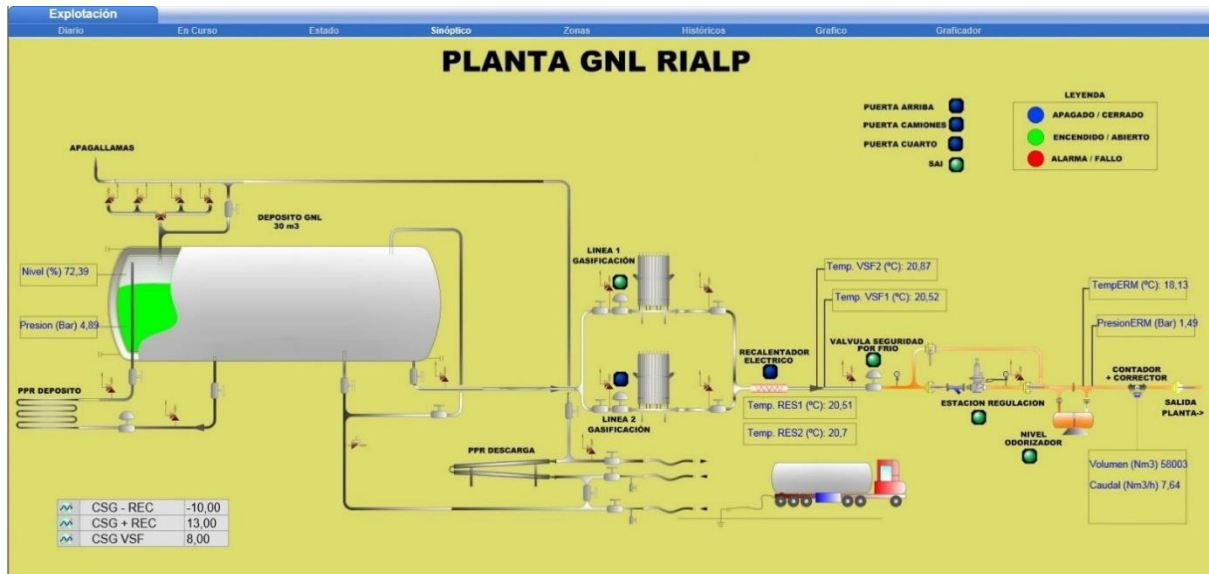 Explotación
Diario
En Curso
Estado
Sinóptico
Zonas
Históricos
Grafico
Graficador
PLANTA GNL RIALP
PUERTA ARRIBA
PUERTA CAMIONES
PUERTA CUARTO
SAI
LEYENDA
APAGADO / CERRADO
ENCENDIDO / ABIERTO
ALARMA / FALLO
APAGALLAMAS
DEPOSITO GNL
30 m3
Nivel (%) 72,39
Presion (Bar) 4,89
PPR DEPOSITO
LINEA 1
GASIFICACIÓN
LINEA 2
GASIFICACIÓN
PPR DESCARGA
RECALENTADOR
ELECTRICO
Temp. VSF2 (ºC): 20,87
Temp. VSF1 (ºC): 20,52
Temp. RES1 (ºC): 20,51
Temp. RES2 (ºC): 20,7
VALVULA SEGURIDAD
POR FRIO
ESTACION REGULACION
NIVEL
ODORIZADOR
TempERM (ºC): 18,13
PresionERM (Bar) 1,49
CONTADOR
+ CORRECTOR
SALIDA
PLANTA->
Volumen (Nm3) 58003
Caudal (Nm3/h) 7,64
CSG - REC -10,00
CSG + REC 13,00
CSG VSF 8,00